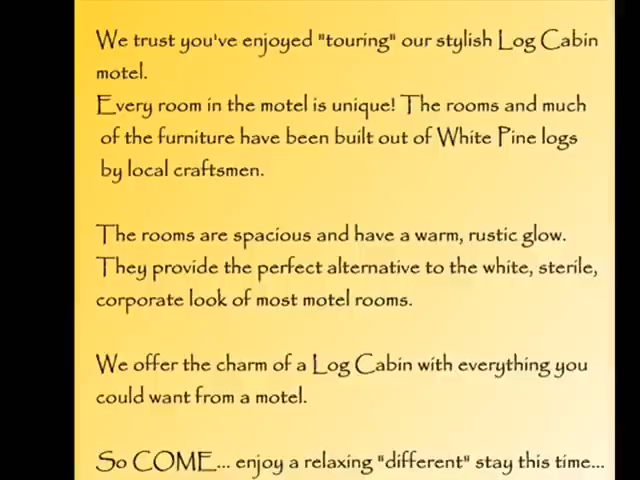 We trust you've enjoyed "touring" our stylish Log Cabin
motel.
Every room in the motel is unique! The rooms and much
of the furniture have been built out of White Pine logs
by local craftsmen.
The rooms are spacious and have a warm, rustic glow.
They provide the perfect alternative to the white, sterile,
corporate look of most motel rooms.
We offer the charm of a Log Cabin with everything you
could want from a motel.
So COME... enjoy a relaxing "different" stay this time...